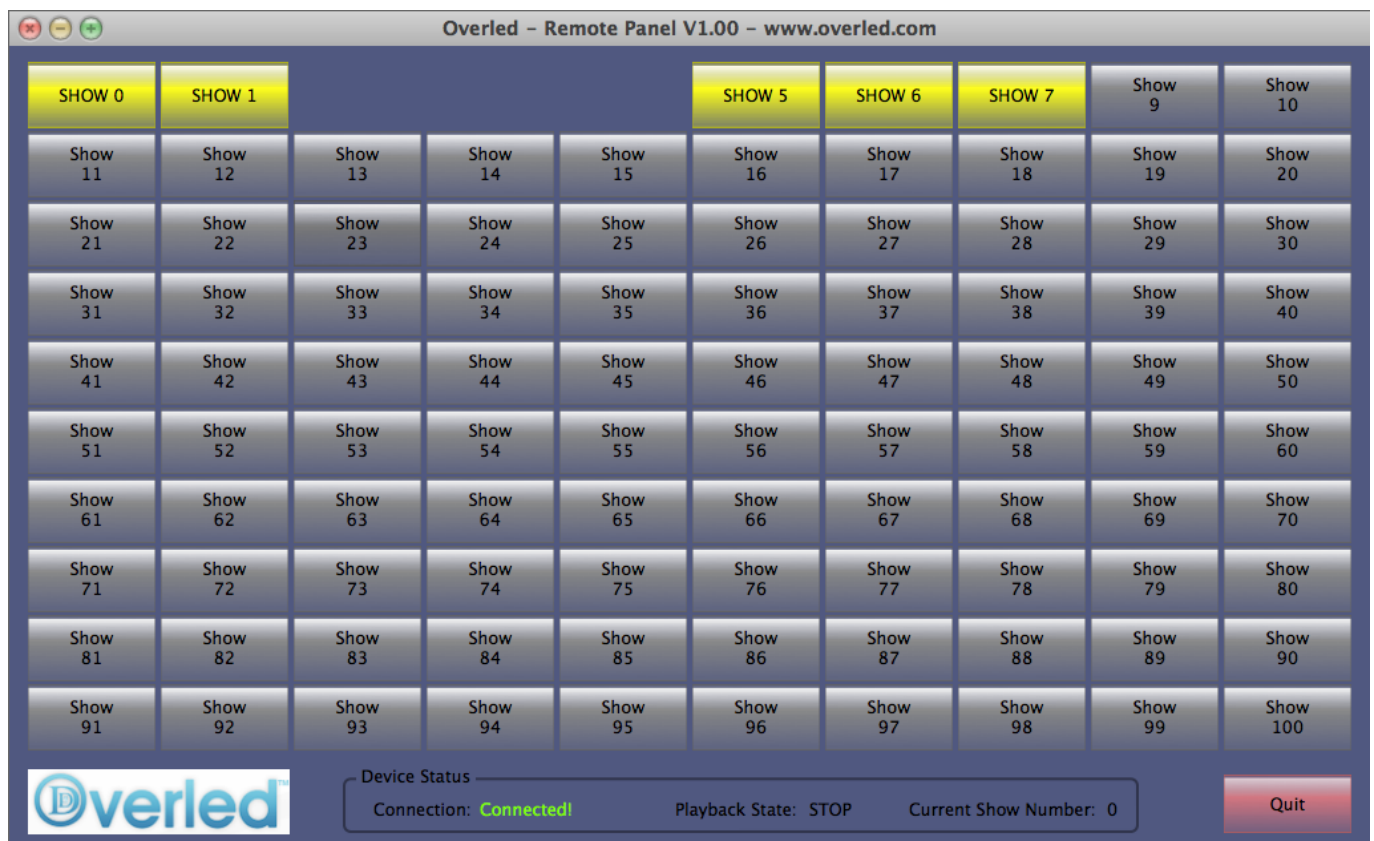 Overled – Remote Panel V1.00 – www.overled.com
SHOW 0 SHOW 1 SHOW 5 SHOW 6 SHOW 7 Show 9 Show 10
Show 11 Show 12 Show 13 Show 14 Show 15 Show 16 Show 17 Show 18 Show 19 Show 20
Show 21 Show 22 Show 23 Show 24 Show 25 Show 26 Show 27 Show 28 Show 29 Show 30
Show 31 Show 32 Show 33 Show 34 Show 35 Show 36 Show 37 Show 38 Show 39 Show 40
Show 41 Show 42 Show 43 Show 44 Show 45 Show 46 Show 47 Show 48 Show 49 Show 50
Show 51 Show 52 Show 53 Show 54 Show 55 Show 56 Show 57 Show 58 Show 59 Show 60
Show 61 Show 62 Show 63 Show 64 Show 65 Show 66 Show 67 Show 68 Show 69 Show 70
Show 71 Show 72 Show 73 Show 74 Show 75 Show 76 Show 77 Show 78 Show 79 Show 80
Show 81 Show 82 Show 83 Show 84 Show 85 Show 86 Show 87 Show 88 Show 89 Show 90
Show 91 Show 92 Show 93 Show 94 Show 95 Show 96 Show 97 Show 98 Show 99 Show 100
Overled™
Device Status
Connection: Connected! Playback State: STOP Current Show Number: 0
Quit